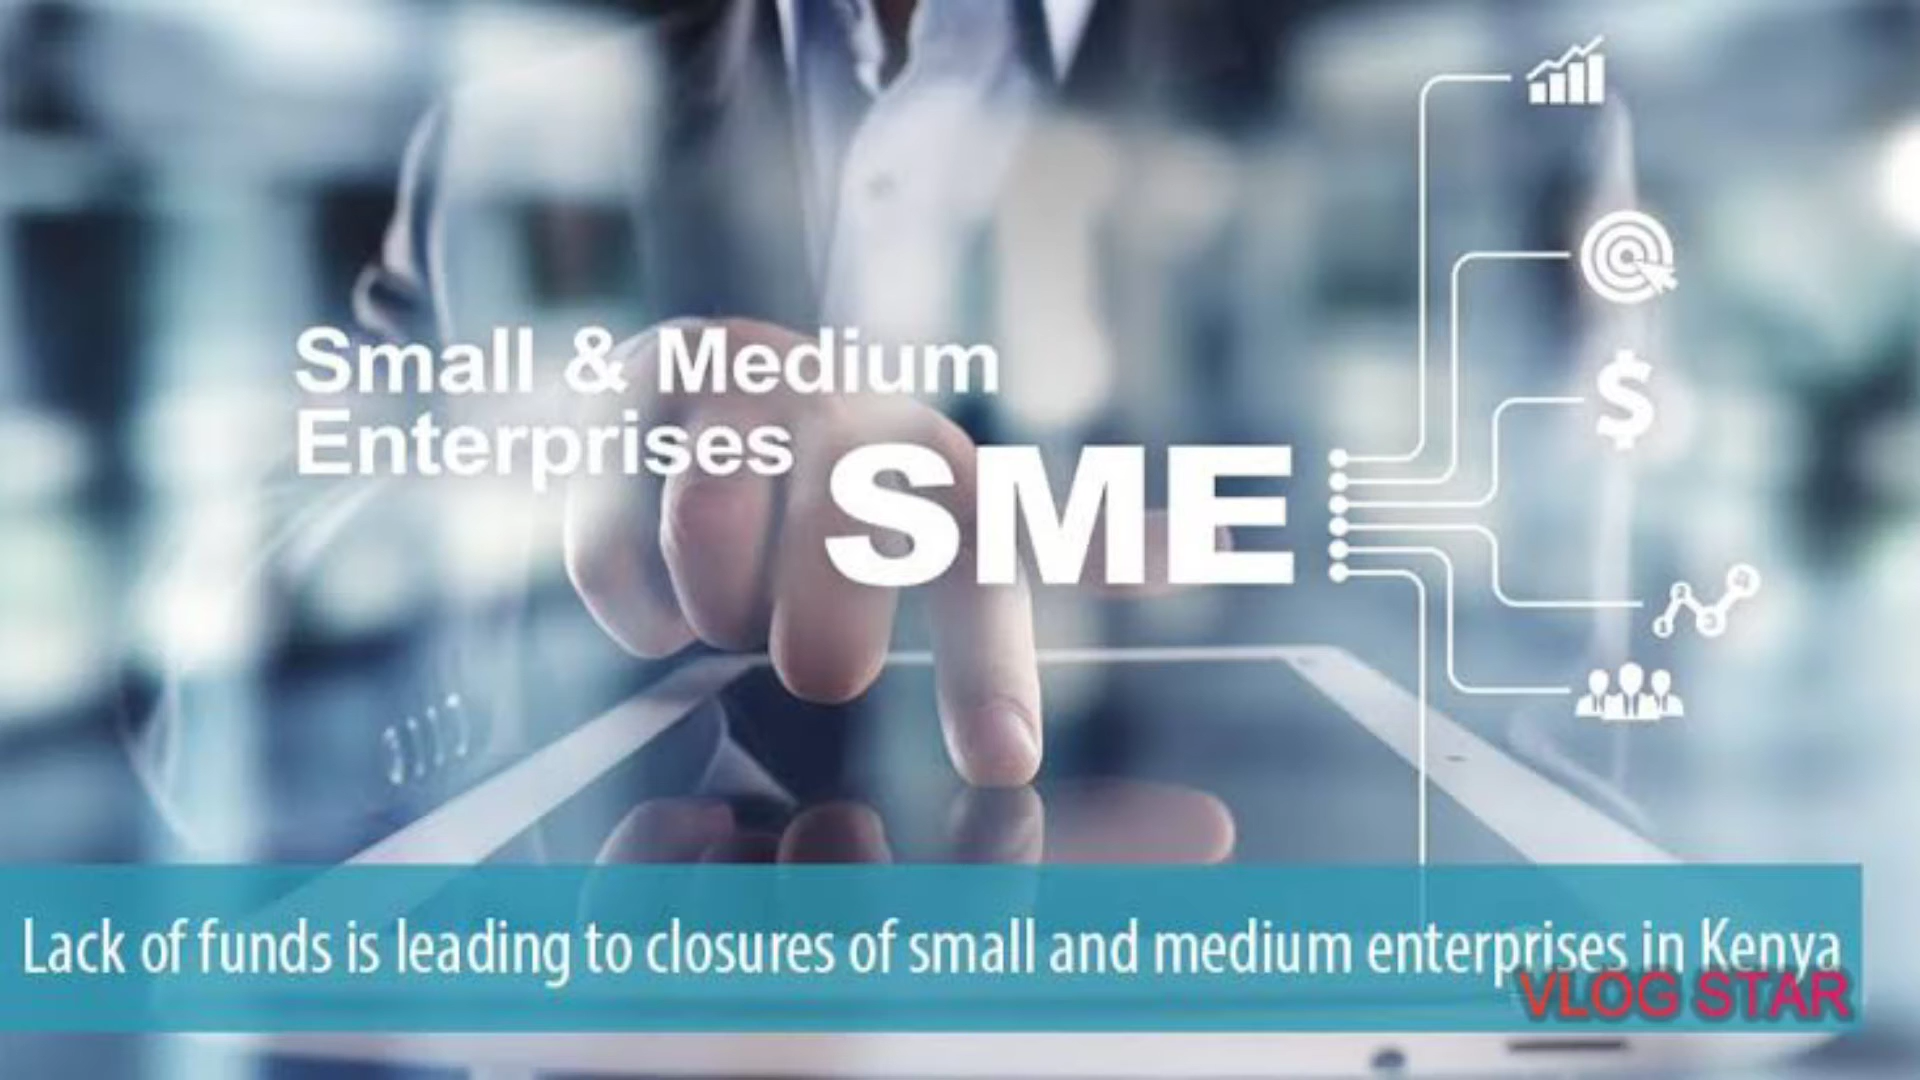 Small & Medium
Enterprises
SME
$
Lack of funds is leading to closures of small and medium enterprises in Kenya
VLOG STAR